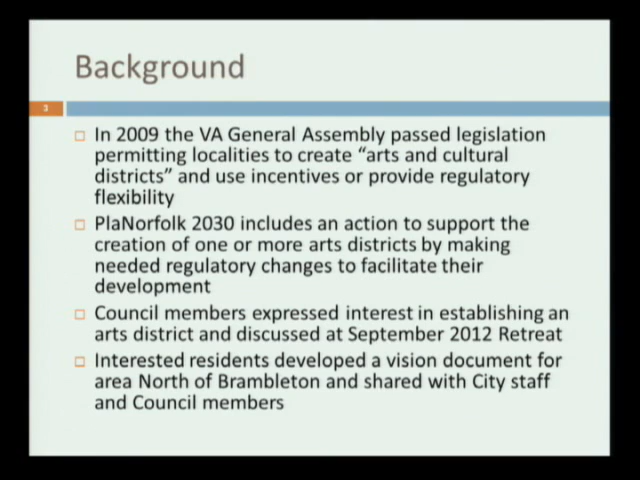 Background
3
In 2009 the VA General Assembly passed legislation
permitting localities to create “arts and cultural
districts” and use incentives or provide regulatory
flexibility
PlaNorfolk 2030 includes an action to support the
creation of one or more arts districts by making
needed regulatory changes to facilitate their
development
Council members expressed interest in establishing an
arts district and discussed at September 2012 Retreat
Interested residents developed a vision document for
area North of Brambleton and shared with City staff
and Council members